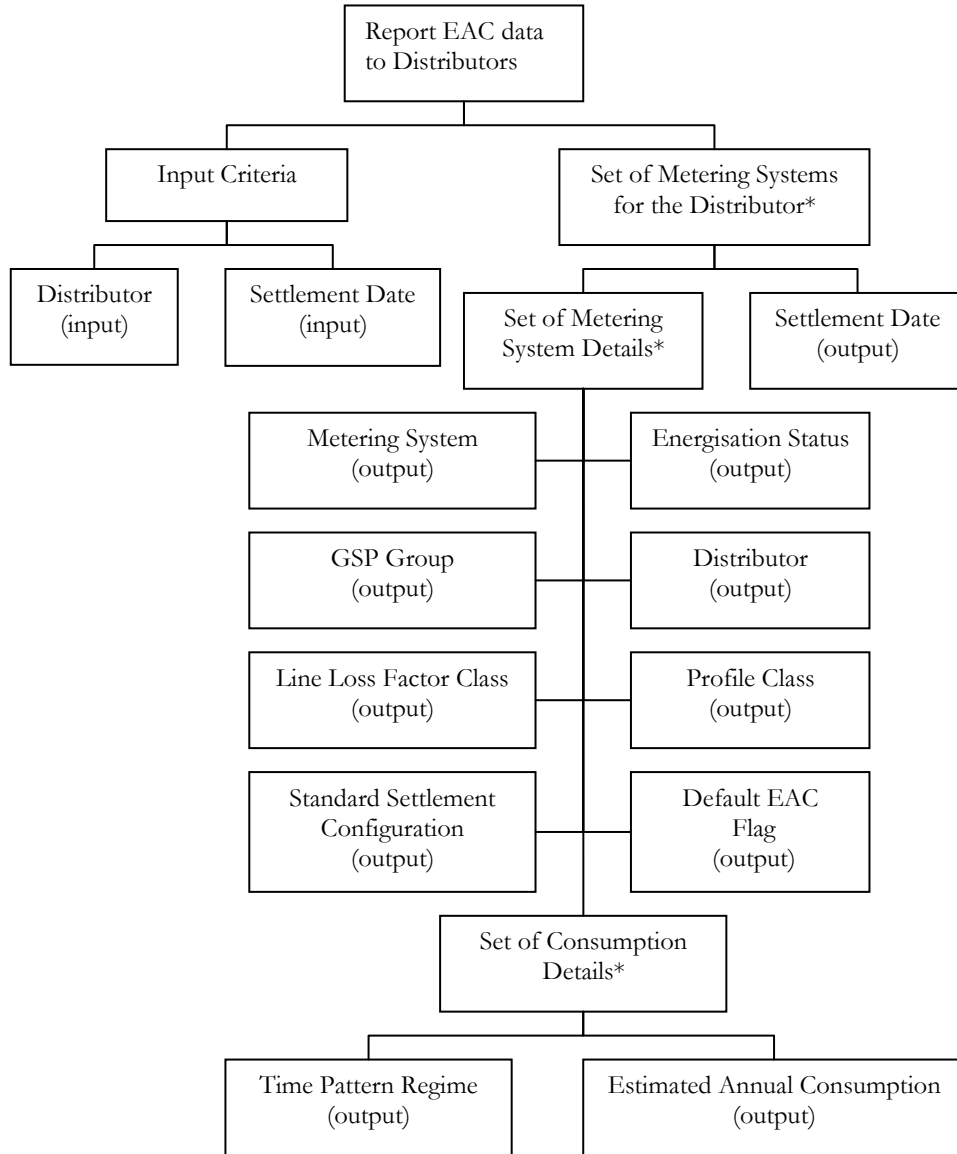 Report EAC data
to Distributors
Input Criteria
Set of Metering Systems
for the Distributor*
Distributor
(input)
Settlement Date
(input)
Set of Metering
System Details*
Settlement Date
(output)
Metering System
(output)
Energisation Status
(output)
GSP Group
(output)
Distributor
(output)
Line Loss Factor Class
(output)
Profile Class
(output)
Standard Settlement
Configuration
(output)
Default EAC
Flag
(output)
Set of Consumption
Details*
Time Pattern Regime
(output)
Estimated Annual Consumption
(output)